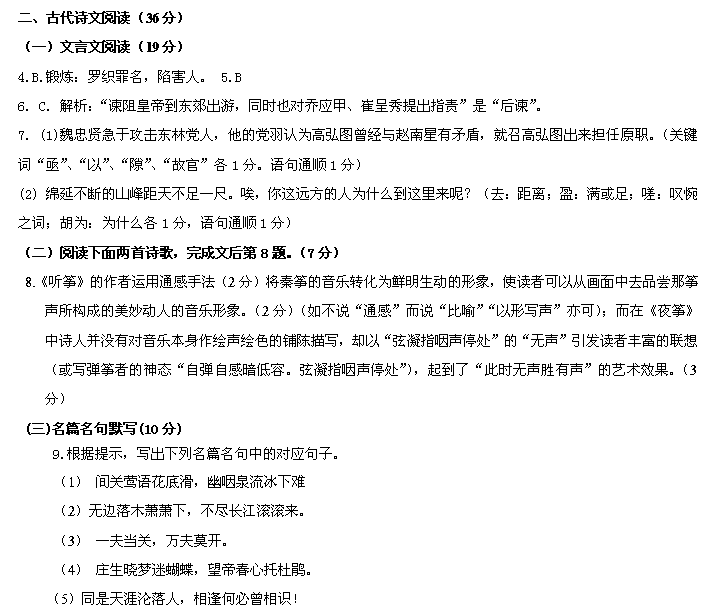 二、古代诗文阅读（36 分）
（一）文言文阅读（19 分）
4.B.锻炼：罗织罪名，陷害人。 5.B
6. C. 解析：“谏阻皇帝到东郊出游，同时也对乔应甲、崔呈秀提出指责”是“后谏”。
7. (1)魏忠贤急于攻击东林党人，他的党羽认为高弘图曾经与赵南星有矛盾，就召高弘图出来担任原职。（关键
词“亟”、“以”、“隙”、“故官”各 1 分。语句通顺 1 分）
(2) 绵延不断的山峰距天不足一尺。唉，你这远方的人为什么到这里来呢？（去：距离；盈：满或足；嗟：叹惋
之词；胡为：为什么各 1 分，语句通顺 1 分）
（二）阅读下面两首诗歌，完成文后第 8 题。（7 分）
8.《听筝》的作者运用通感手法（2 分）将秦筝的音乐转化为鲜明生动的形象，使读者可以从画面中去品尝那筝
声所构成的美妙动人的音乐形象。（2 分）（如不说“通感”而说“比喻”“以形写声”亦可）；而在《夜筝》
中诗人并没有对音乐本身作绘声绘色的铺陈描写，却以“弦凝指咽声停处”的“无声”引发读者丰富的联想
（或写弹筝者的神态“自弹自感暗低容。弦凝指咽声停处”），起到了“此时无声胜有声”的艺术效果。（3
分）
(三)名篇名句默写(10 分)
9.根据提示，写出下列名篇名句中的对应句子。
（1） 间关莺语花底滑，幽咽泉流冰下难
（2）无边落木萧萧下，不尽长江滚滚来。
（3） 一夫当关，万夫莫开。
（4） 庄生晓梦迷蝴蝶，望帝春心托杜鹃。
（5）同是天涯沦落人，相逢何必曾相识！